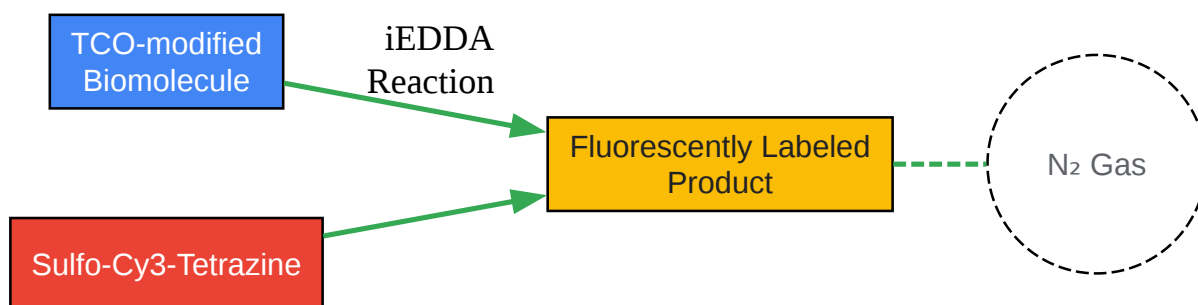 TCO-modified
Biomolecule
iEDDA
Reaction
Sulfo-Cy3-Tetrazine
Fluorescently Labeled
Product
N₂ Gas